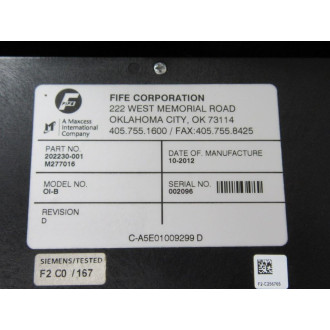 FIFE CORPORATION
222 WEST MEMORIAL ROAD
OKLAHOMA CITY, OK 73114
405.755.1600 / FAX:405.755.8425
FIFE
A Maxcess
International
Company
PART NO.
202230-001
M277016
DATE OF MANUFACTURE
10-2012
MODEL NO.
OI-B
SERIAL NO.
002096
REVISION
D
C-A5E01009299 D
SIEMENS/TESTED
F2 C0 /167